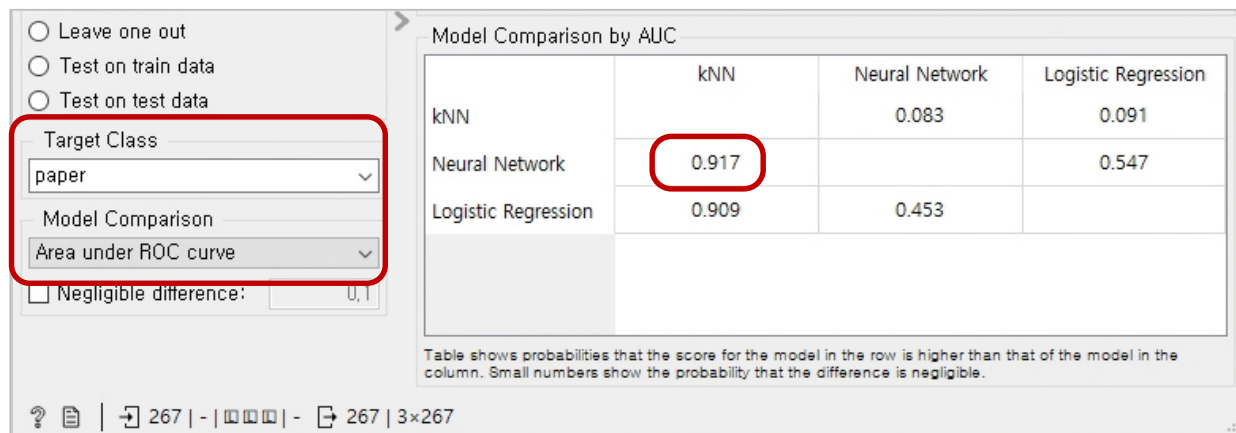 Leave one out
Test on train data
Test on test data
Target Class
paper
Model Comparison
Area under ROC curve
Negligible difference:
0,1
Model Comparison by AUC
kNN Neural Network Logistic Regression
kNN 0.083 0.091
Neural Network 0.917 0.547
Logistic Regression 0.909 0.453
Table shows probabilities that the score for the model in the row is higher than that of the model in the
column. Small numbers show the probability that the difference is negligible.
? 267 | - | - 267 | 3×267